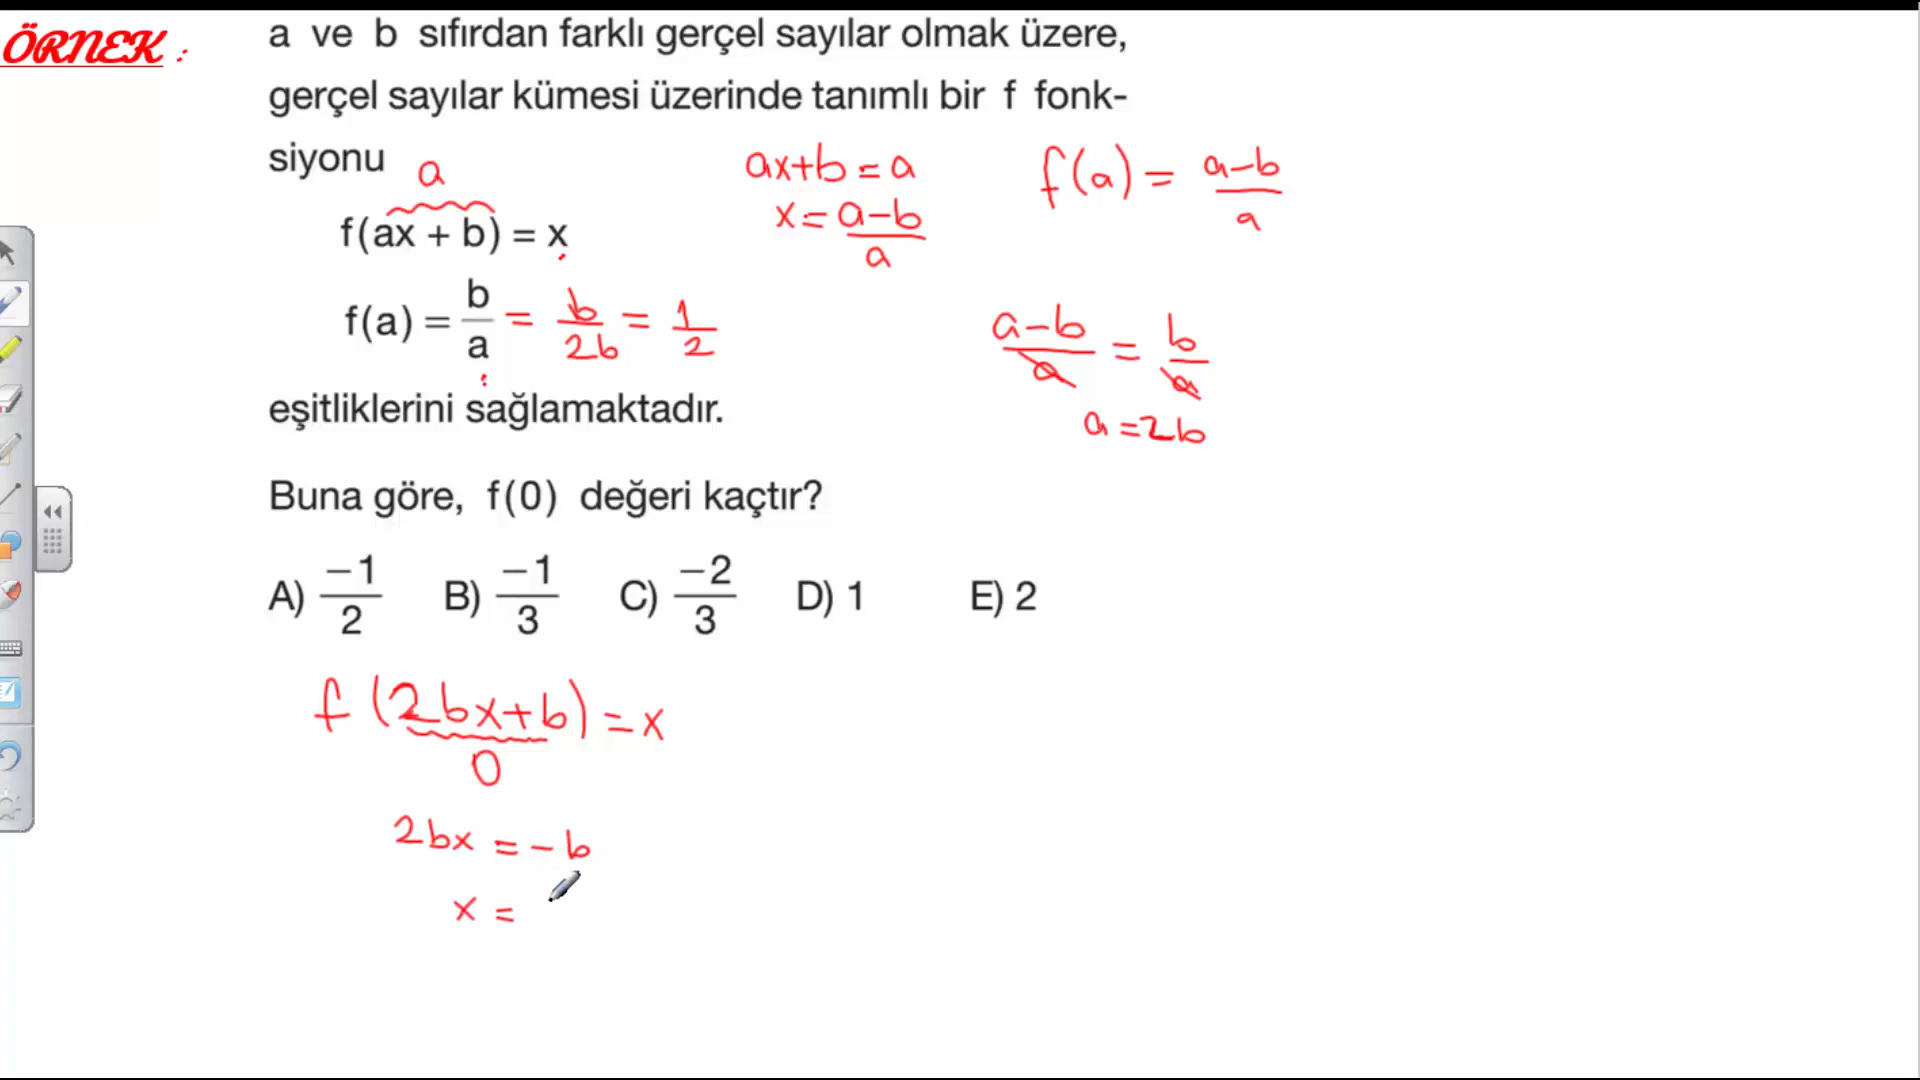 ÖRNEK :
a ve b sıfırdan farklı gerçel sayılar olmak üzere,
gerçel sayılar kümesi üzerinde tanımlı bir f fonk-
siyonu
a
f(ax + b) = x
f(a) = b/a = b/2b = 1/2
ax+b = a
x = a-b/a
f(a) = a-b/a
a-b/a = b/a
a = 2b
eşitliklerini sağlamaktadır.
Buna göre, f(0) değeri kaçtır?
A) -1/2 B) -1/3 C) -2/3 D) 1 E) 2
f(2bx+b) = x
0
2bx = -b
x =